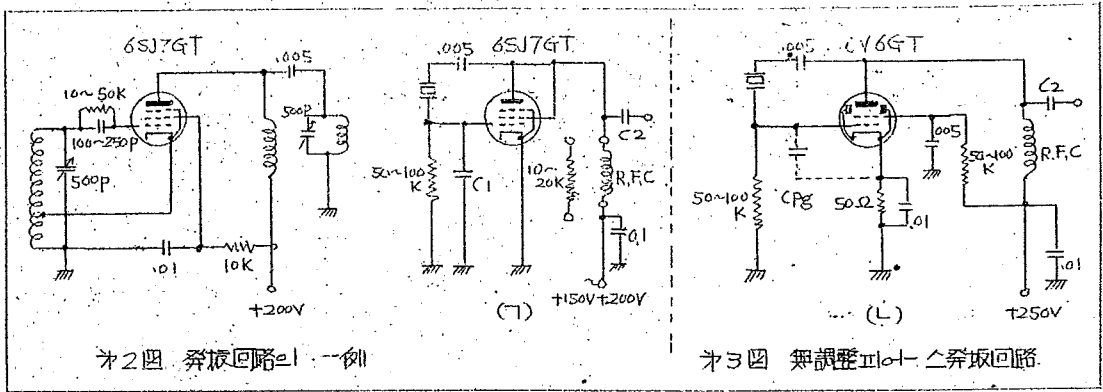 6SJ7GT
.005
10~50K
100~250P
500P
500P.
.01
10K
+200V
第2図 発振回路의 一例
6SJ7GT
.005
50~100
K
C1
10~
20K
C2
R.F.C
0.1
+150V+200V
(ㄱ)
6V6GT
.005
C2
.005
50~100
K
R.F.C
50~100
K
Cpg
50Ω
.01
.01
+250V
(ㄴ)
第3図 無調整피어스発振回路